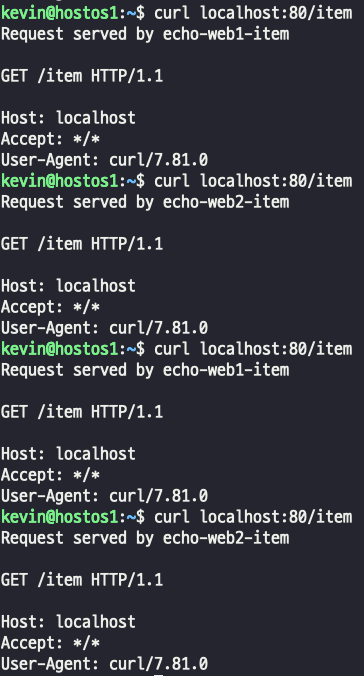 kevin@hostos1:~$ curl localhost:80/item
Request served by echo-web1-item

GET /item HTTP/1.1

Host: localhost
Accept: */*
User-Agent: curl/7.81.0
kevin@hostos1:~$ curl localhost:80/item
Request served by echo-web2-item

GET /item HTTP/1.1

Host: localhost
Accept: */*
User-Agent: curl/7.81.0
kevin@hostos1:~$ curl localhost:80/item
Request served by echo-web1-item

GET /item HTTP/1.1

Host: localhost
Accept: */*
User-Agent: curl/7.81.0
kevin@hostos1:~$ curl localhost:80/item
Request served by echo-web2-item

GET /item HTTP/1.1

Host: localhost
Accept: */*
User-Agent: curl/7.81.0